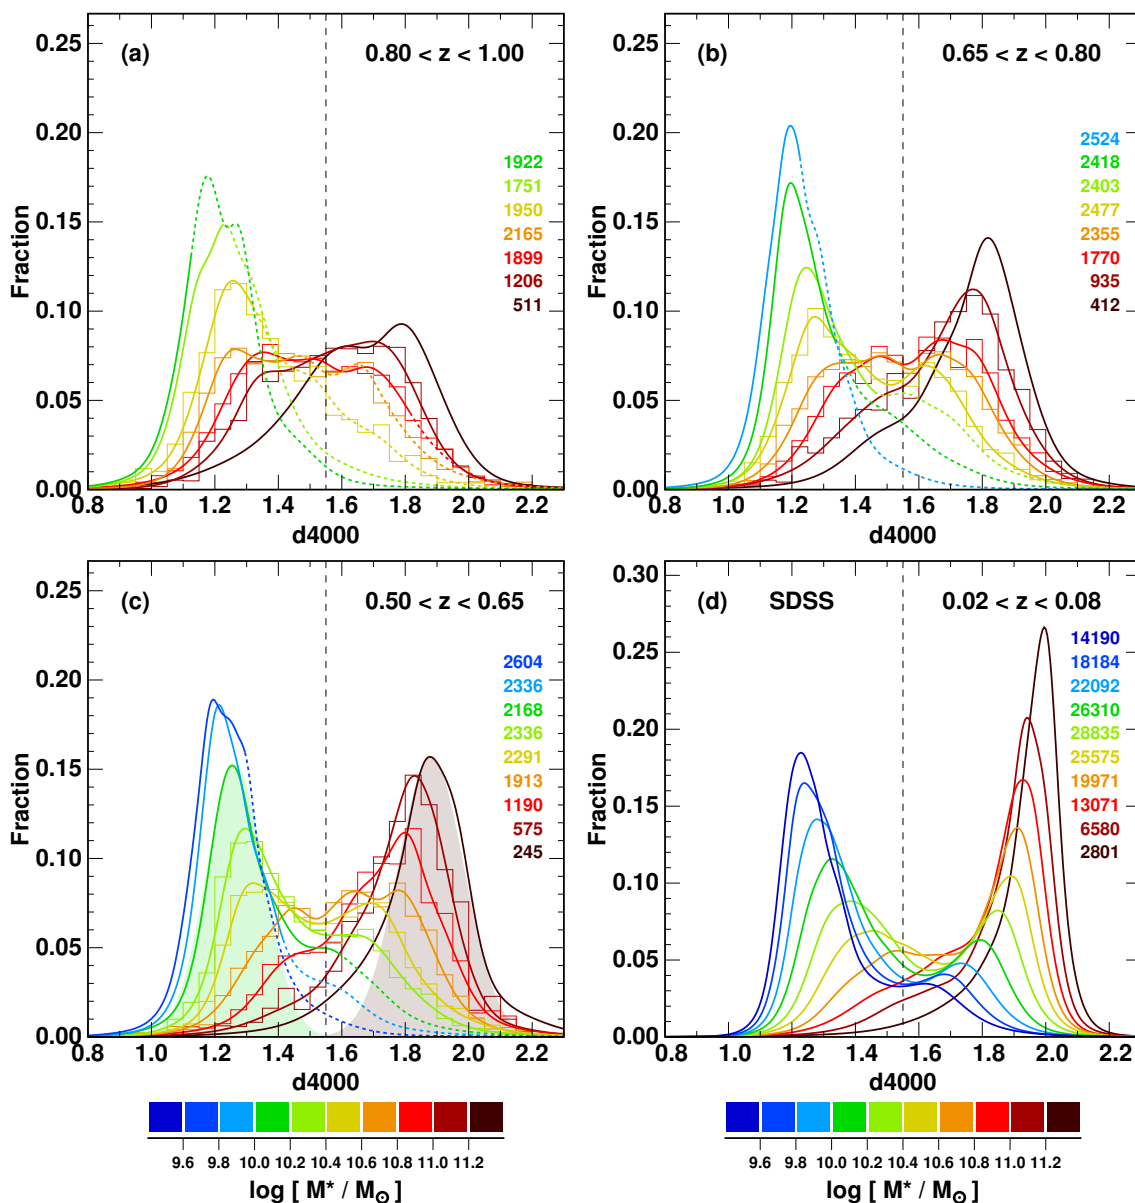 (a) 0.80 < z < 1.00
0.25
0.20
0.15
0.10
0.05
0.00
Fraction
1922
1751
1950
2165
1899
1206
511
0.8 1.0 1.2 1.4 1.6 1.8 2.0 2.2
d4000
(b) 0.65 < z < 0.80
0.25
0.20
0.15
0.10
0.05
0.00
Fraction
2524
2418
2403
2477
2355
1770
935
412
0.8 1.0 1.2 1.4 1.6 1.8 2.0 2.2
d4000
(c) 0.50 < z < 0.65
0.25
0.20
0.15
0.10
0.05
0.00
Fraction
2604
2336
2168
2336
2291
1913
1190
575
245
0.8 1.0 1.2 1.4 1.6 1.8 2.0 2.2
d4000
(d) SDSS 0.02 < z < 0.08
0.30
0.25
0.20
0.15
0.10
0.05
0.00
Fraction
14190
18184
22092
26310
28835
25575
19971
13071
6580
2801
0.8 1.0 1.2 1.4 1.6 1.8 2.0 2.2
d4000
9.6 9.8 10.0 10.2 10.4 10.6 10.8 11.0 11.2
log [ M* / M⊙ ]
9.6 9.8 10.0 10.2 10.4 10.6 10.8 11.0 11.2
log [ M* / M⊙ ]